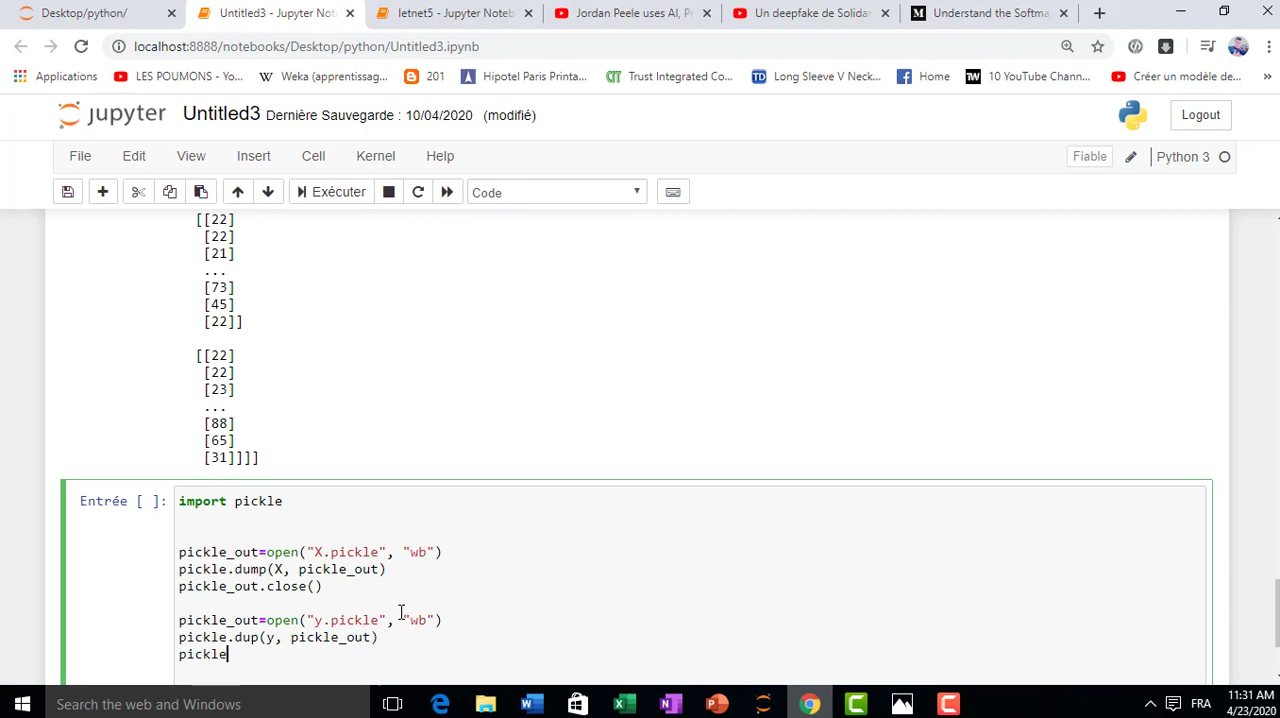 Desktop/python/
Untitled3 - Jupyter Not
letnet5 - Jupyter Noteb
Jordan Peele uses AI, Pr
Un deepfake de Solidar
Understand the Softma
localhost:8888/notebooks/Desktop/python/Untitled3.ipynb
Applications
LES POUMONS - Yo...
Weka (apprentissag...
201
Hipotel Paris Printa...
Trust Integrated Co...
Long Sleeve V Neck...
Home
10 YouTube Chann...
Créer un modèle de...
»
jupyter Untitled3 Dernière Sauvegarde : 10/04/2020 (modifié)
Logout
File Edit View Insert Cell Kernel Help
Fiable
Python 3
Exécuter
Code
[[22]
[22]
[21]
...
[73]
[45]
[22]]
[[22]
[22]
[23]
...
[88]
[65]
[31]]]]
Entrée [ ]:
import pickle
pickle_out=open("X.pickle", "wb")
pickle.dump(X, pickle_out)
pickle_out.close()
pickle_out=open("y.pickle", "wb")
pickle.dup(y, pickle_out)
pickle
Search the web and Windows
FR
11:31 AM
4/23/2020